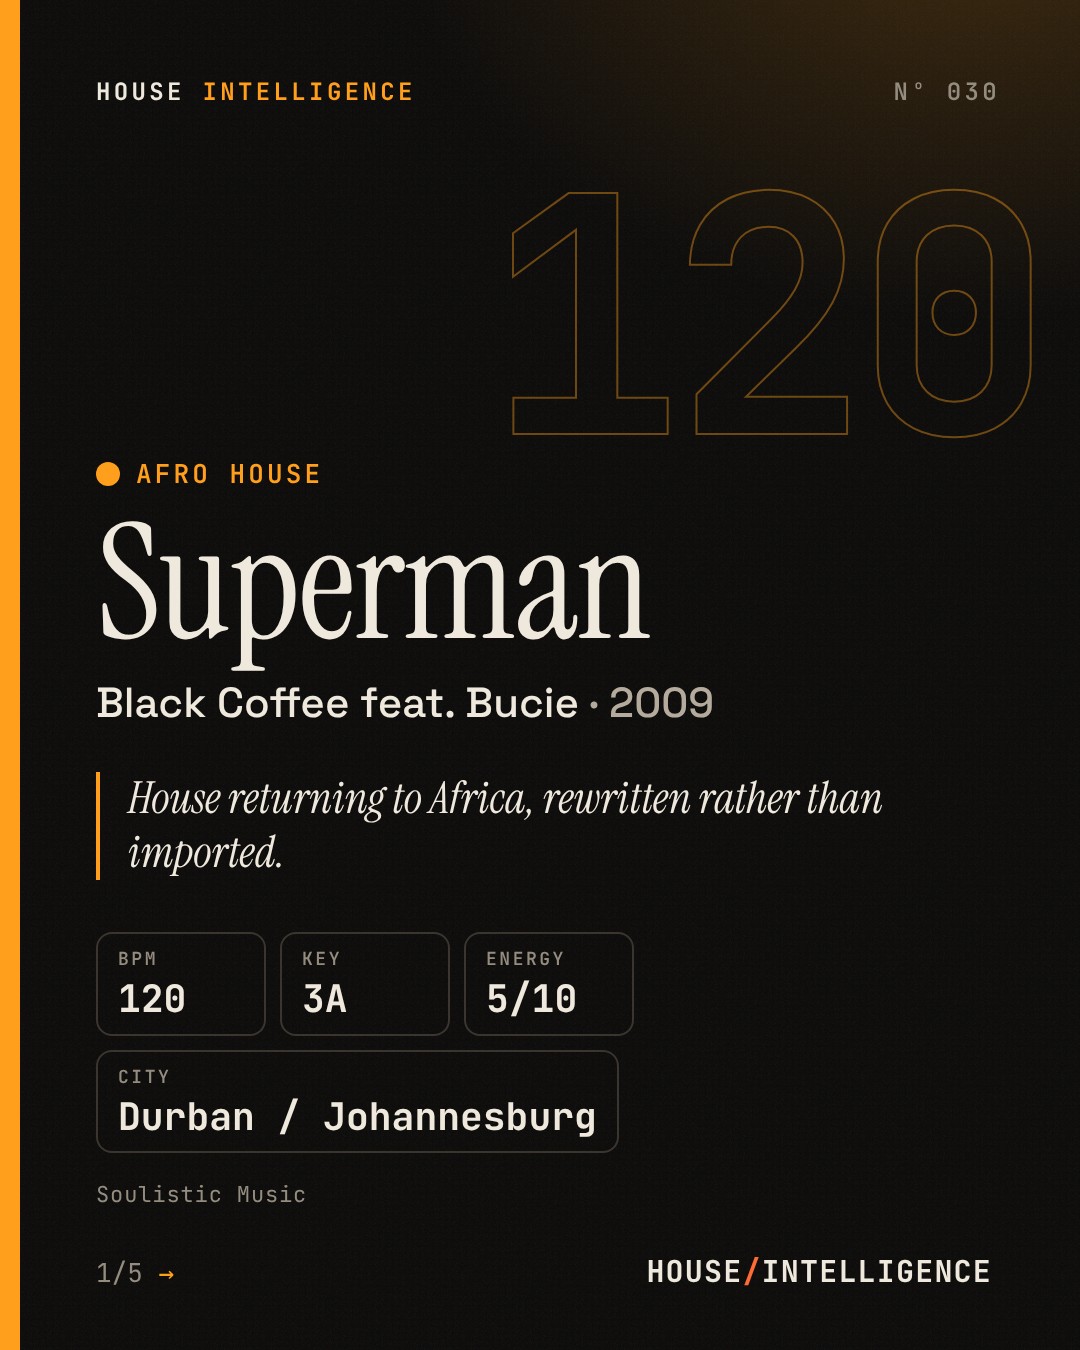 HOUSE INTELLIGENCE
N° 030
120
AFRO HOUSE
Superman
Black Coffee feat. Bucie · 2009
House returning to Africa, rewritten rather than
imported.
BPM
120
KEY
3A
ENERGY
5/10
CITY
Durban / Johannesburg
Soulistic Music
1/5 →
HOUSE/INTELLIGENCE